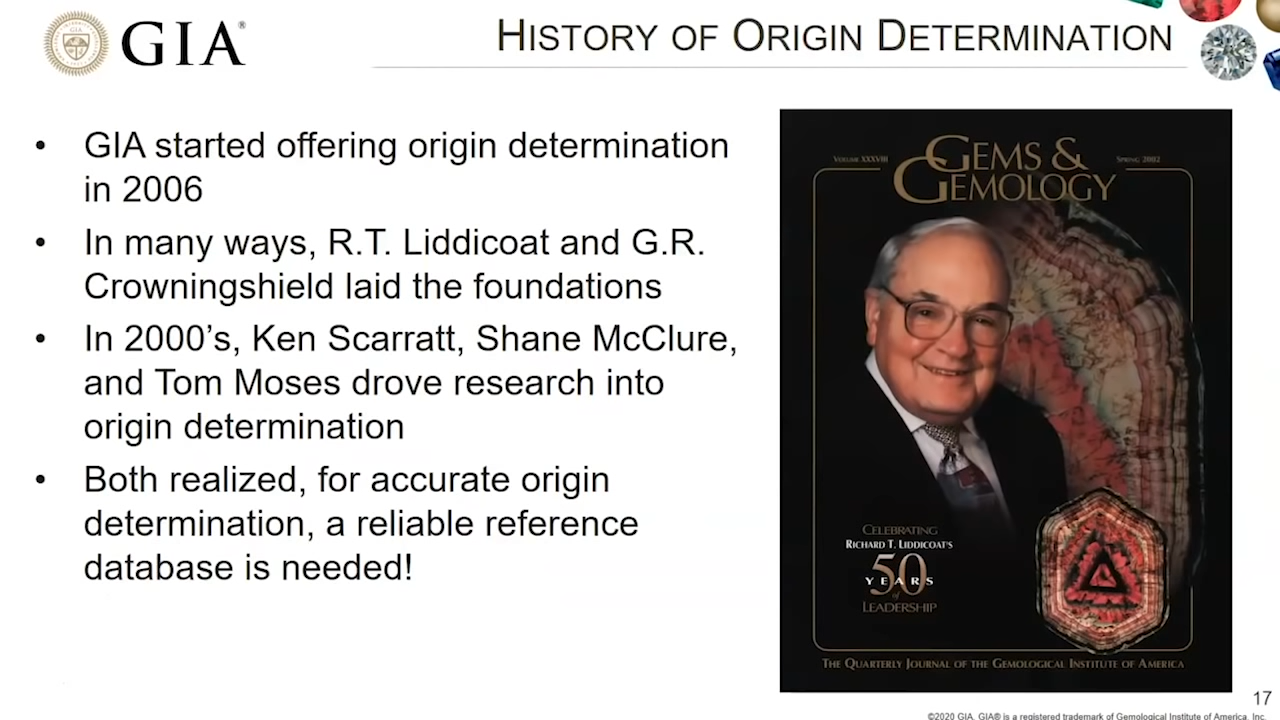 GIA®
HISTORY OF ORIGIN DETERMINATION
• GIA started offering origin determination
in 2006
• In many ways, R.T. Liddicoat and G.R.
Crowningshield laid the foundations
• In 2000’s, Ken Scarratt, Shane McClure,
and Tom Moses drove research into
origin determination
• Both realized, for accurate origin
determination, a reliable reference
database is needed!
VOLUME XXXVIII
SPRING 2002
GEMS &
GEMOLOGY
CELEBRATING
RICHARD T. LIDDICOAT'S
50
YEARS
of
LEADERSHIP
THE QUARTERLY JOURNAL OF THE GEMOLOGICAL INSTITUTE OF AMERICA
17
©2020 GIA. GIA® is a registered trademark of Gemological Institute of America, Inc.